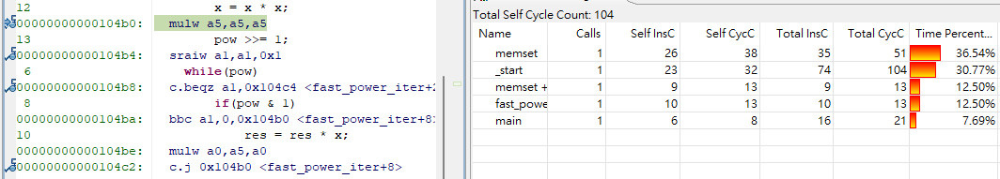 12 x = x * x;
00000000000104b0: mulw a5,a5,a5
13 pow >>= 1;
00000000000104b4: sraiw a1,a1,0x1
6 while(pow)
00000000000104b8: c.beqz a1,0x104c4 <fast_power_iter+2
8 if(pow & 1)
00000000000104ba: bbc a1,0,0x104b0 <fast_power_iter+8>
10 res = res * x;
00000000000104be: mulw a0,a5,a0
00000000000104c2: c.j 0x104b0 <fast_power_iter+8>
Total Self Cycle Count: 104
Name Calls Self InsC Self CycC Total InsC Total CycC Time Percent...
memset 1 26 38 35 51 36.54%
_start 1 23 32 74 104 30.77%
memset + 1 9 13 9 13 12.50%
fast_powe 1 10 13 10 13 12.50%
main 1 6 8 16 21 7.69%